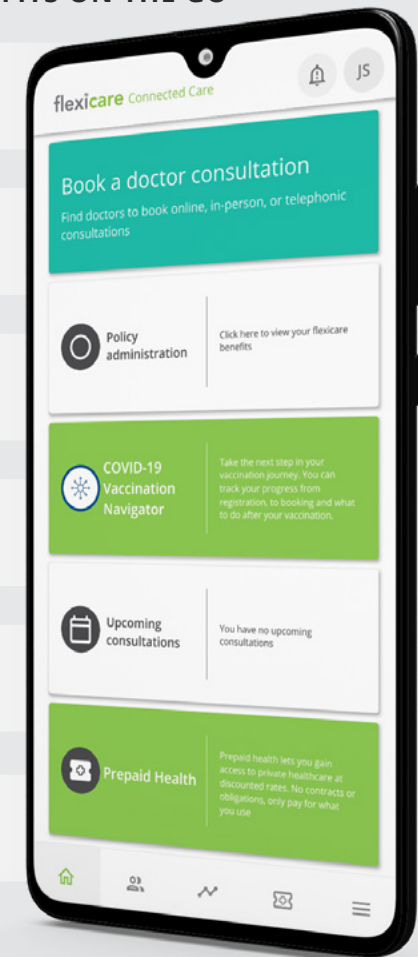 ON THE GO
flexicare Connected Care
JS
Book a doctor consultation
Find doctors to book online, in-person, or telephonic
consultations
Policy
administration
Click here to view your flexicare
benefits
COVID-19
Vaccination
Navigator
Take the next step in your
vaccination journey. You can
track your progress from
registration, to booking and what
to do after your vaccination.
Upcoming
consultations
You have no upcoming
consultations
Prepaid Health
Prepaid health lets you gain
access to private healthcare at
discounted rates. No contracts or
obligations, only pay for what
you use